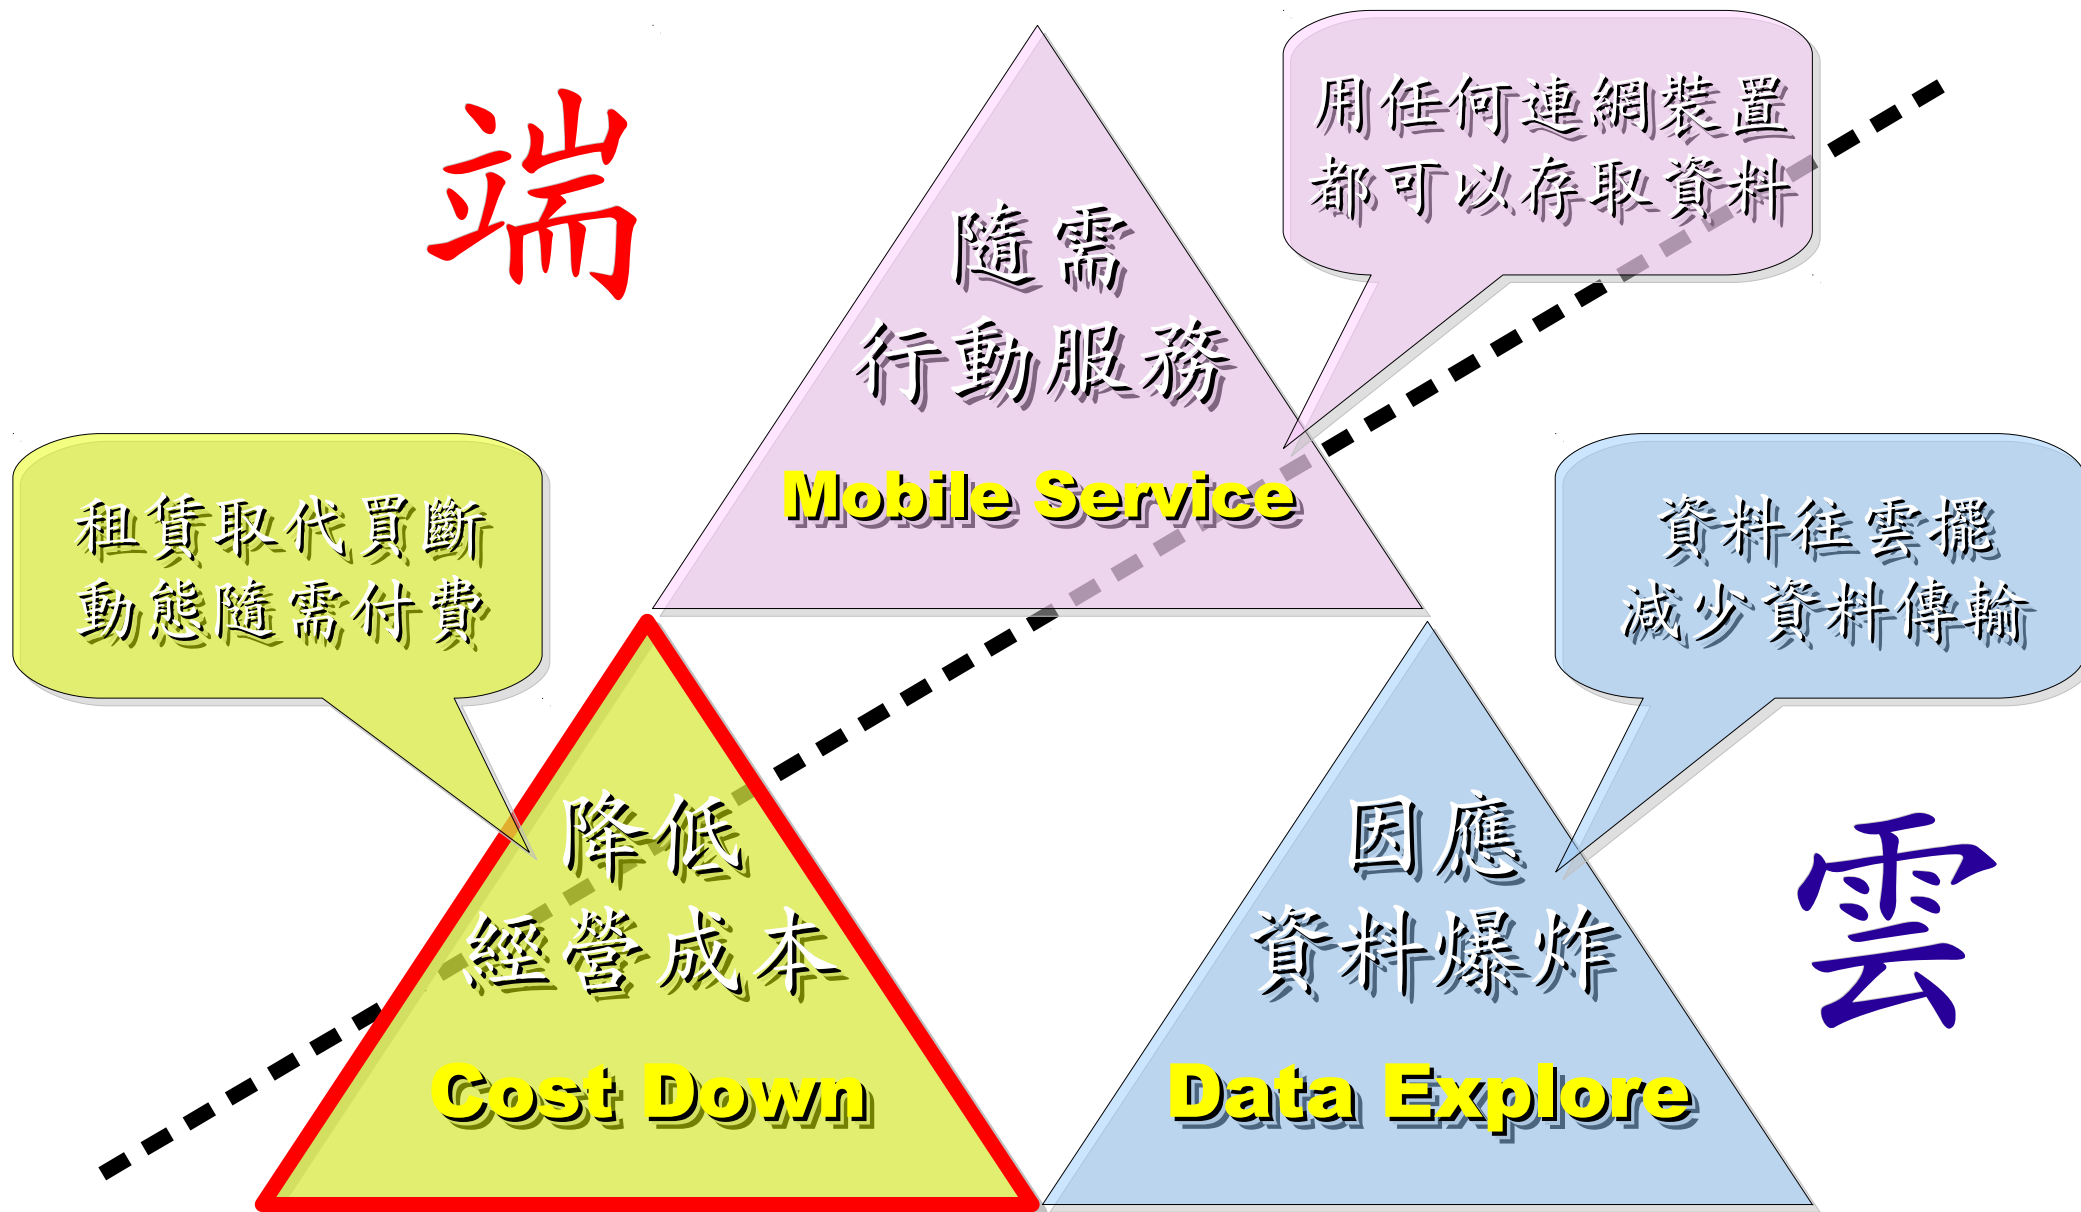 端
用任何連網裝置
都可以存取資料
隨需
行動服務
Mobile Service
租賃取代買斷
動態隨需付費
資料往雲擺
減少資料傳輸
降低
經營成本
Cost Down
因應
資料爆炸
Data Explore
雲